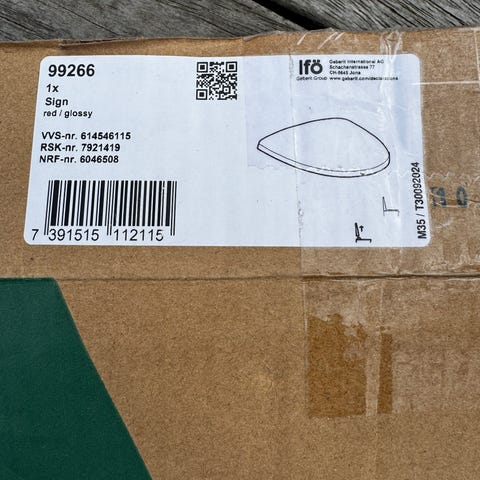 99266
1x
Sign
red / glossy
VVS-nr. 614546115
RSK-nr. 7921419
NRF-nr. 6046508
7 391515 112115
Ifö
Geberit Group
Geberit International AG
Schachenstrasse 77
CH-8645 Jona
www.geberit.com/declarations
M35 / T30092024